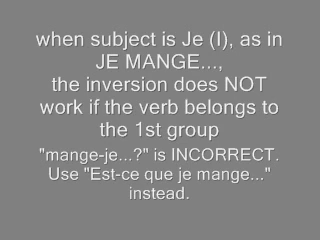 when subject is Je (I), as in
JE MANGE...,
the inversion does NOT
work if the verb belongs to
the 1st group
"mange-je...?" is INCORRECT.
Use "Est-ce que je mange..."
instead.